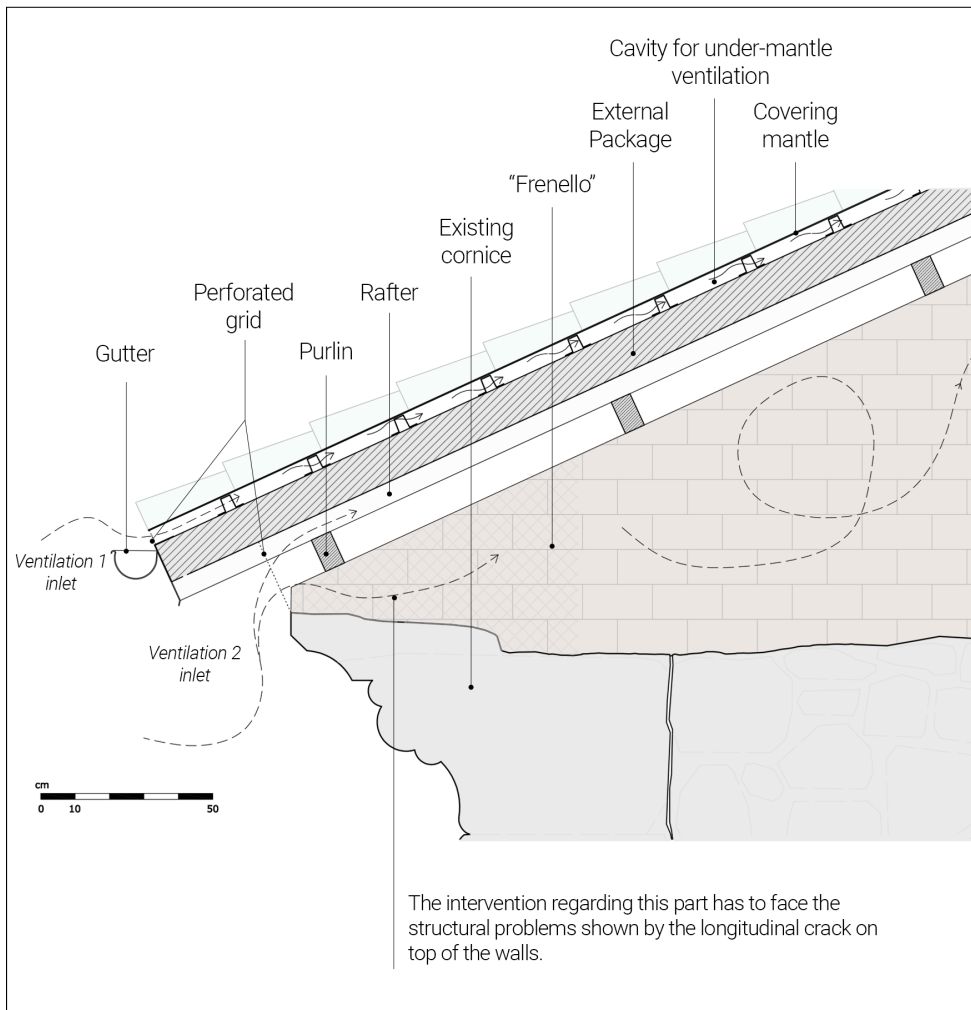 Cavity for under-mantle
ventilation
External
Package
Covering
mantle
“Frenello”
Existing
cornice
Perforated
grid
Rafter
Gutter
Purlin
Ventilation 1
inlet
Ventilation 2
inlet
cm
0 10 50
The intervention regarding this part has to face the
structural problems shown by the longitudinal crack on
top of the walls.